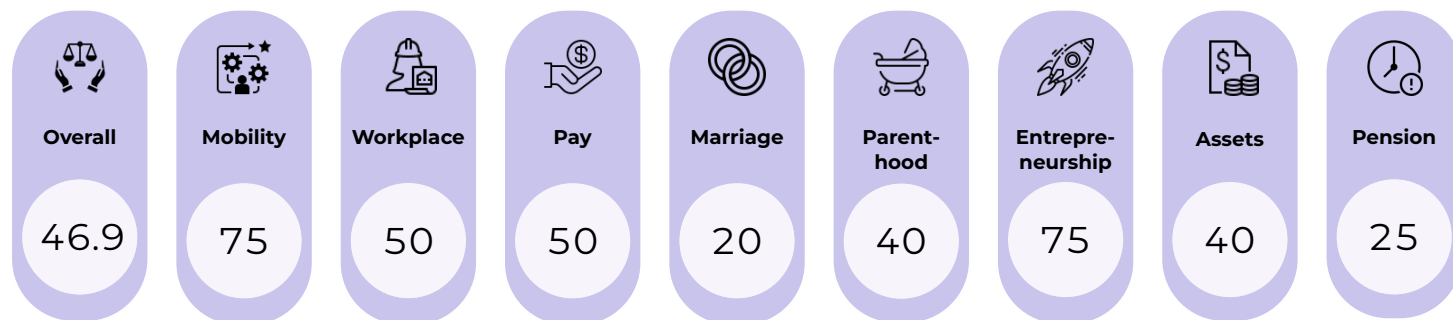 Overall
46.9
Mobility
75
Workplace
50
$
Pay
50
Marriage
20
Parent-
hood
40
Entrepre-
neurship
75
$
Assets
40
Pension
25